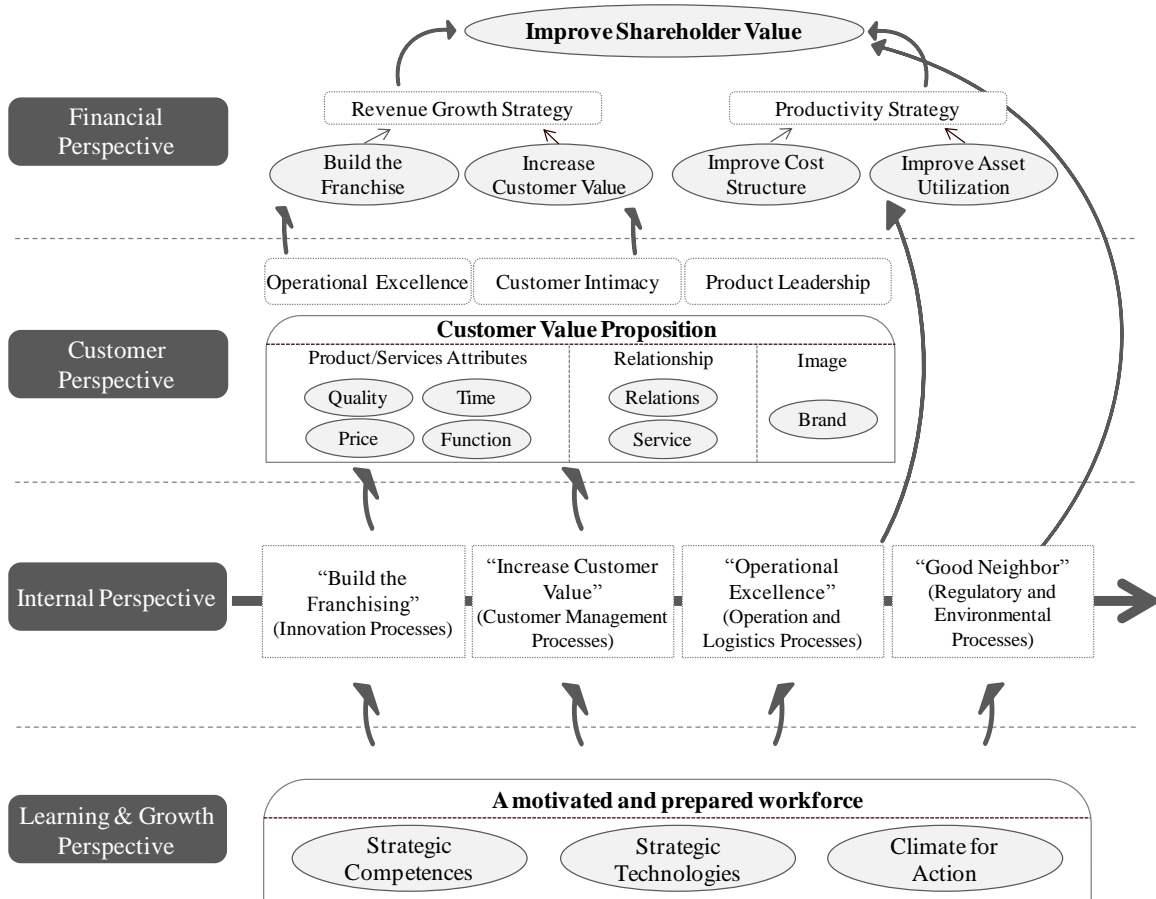 Improve Shareholder Value
Financial
Perspective
Revenue Growth Strategy
Productivity Strategy
Build the
Franchise
Increase
Customer Value
Improve Cost
Structure
Improve Asset
Utilization
Operational Excellence
Customer Intimacy
Product Leadership
Customer
Perspective
Customer Value Proposition
Product/Services Attributes
Relationship
Image
Quality
Time
Price
Function
Relations
Service
Brand
Internal Perspective
“Build the
Franchising”
(Innovation Processes)
“Increase Customer
Value”
(Customer Management
Processes)
“Operational
Excellence”
(Operation and
Logistics Processes)
“Good Neighbor”
(Regulatory and
Environmental
Processes)
Learning & Growth
Perspective
A motivated and prepared workforce
Strategic
Competences
Strategic
Technologies
Climate for
Action